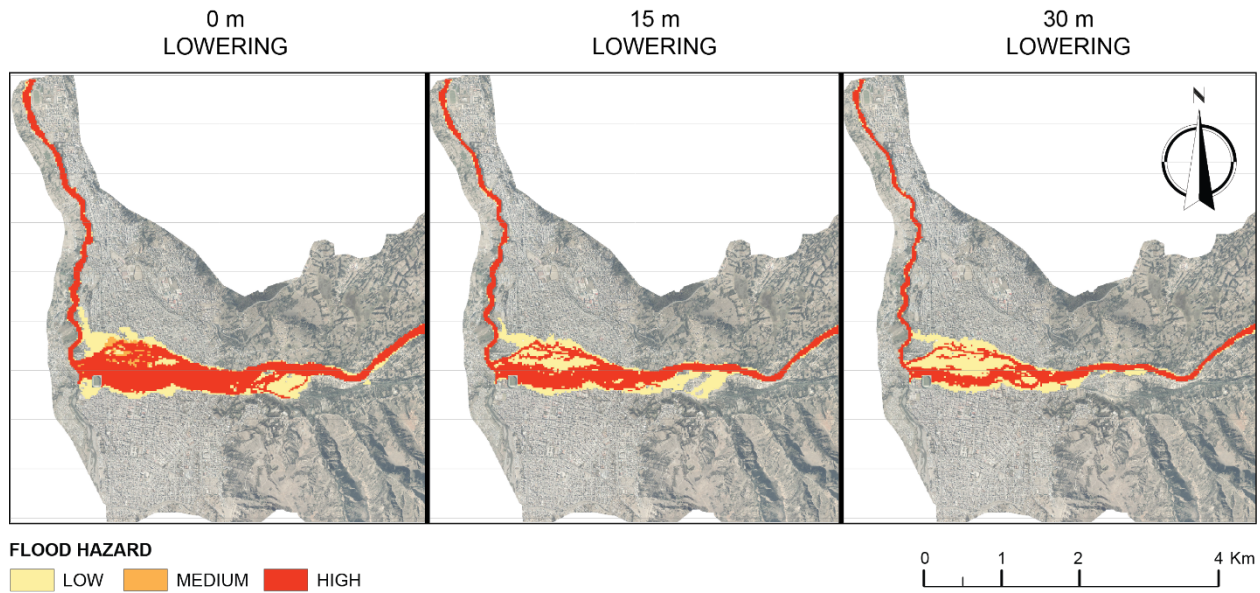 0 m
LOWERING
15 m
LOWERING
30 m
LOWERING
N
FLOOD HAZARD
LOW
MEDIUM
HIGH
0 1 2 4 Km